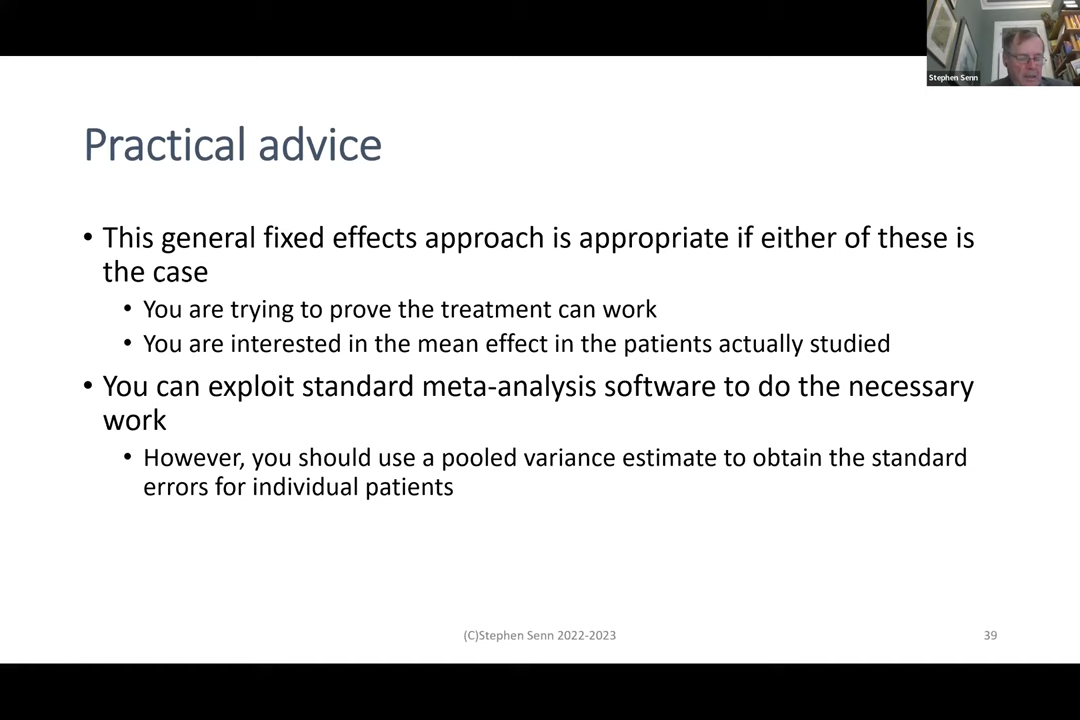 Stephen Senn
Practical advice
• This general fixed effects approach is appropriate if either of these is
the case
• You are trying to prove the treatment can work
• You are interested in the mean effect in the patients actually studied
• You can exploit standard meta-analysis software to do the necessary
work
• However, you should use a pooled variance estimate to obtain the standard
errors for individual patients
(C)Stephen Senn 2022-2023
39